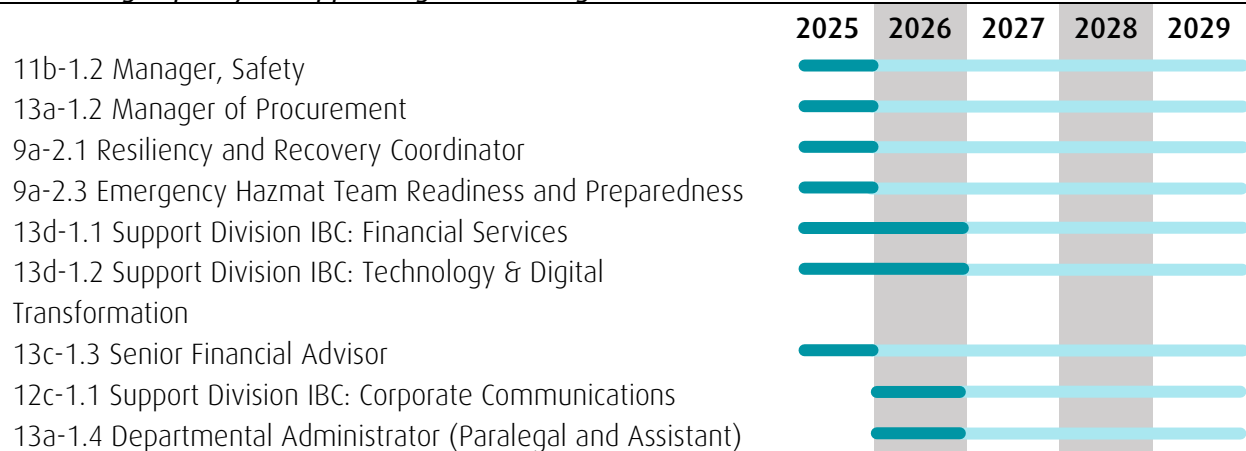 2025 2026 2027 2028 2029
11b-1.2 Manager, Safety
13a-1.2 Manager of Procurement
9a-2.1 Resiliency and Recovery Coordinator
9a-2.3 Emergency Hazmat Team Readiness and Preparedness
13d-1.1 Support Division IBC: Financial Services
13d-1.2 Support Division IBC: Technology & Digital
Transformation
13c-1.3 Senior Financial Advisor
12c-1.1 Support Division IBC: Corporate Communications
13a-1.4 Departmental Administrator (Paralegal and Assistant)